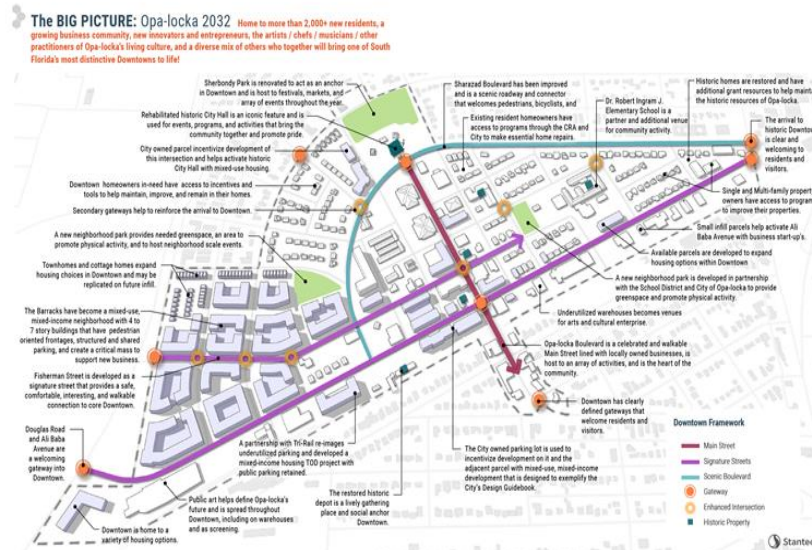 The BIG PICTURE: Opa-locka 2032 Home to more than 2,000+ new residents, a
growing business community, new innovators and entrepreneurs, the artists / chefs / musicians / other
practitioners of Opa-locka's living culture, and a diverse mix of others who together will bring one of South
Florida's most distinctive Downtowns to life!
Sherbondy Park is renovated to act as an anchor
in Downtown and is host to festivals, markets, and
array of events throughout the year.
Rehabilitated historic City Hall is an iconic feature and is
used for events, programs, and activities that bring the
community together and promote pride.
City owned parcel incentivize development of
this intersection and helps activate historic
City Hall with mixed-use housing.
Downtown homeowners in-need have access to incentives and
tools to help maintain, improve, and remain in their homes.
Secondary gateways help to reinforce the arrival to Downtown.
A new neighborhood park provides needed greenspace, an area to
promote physical activity, and to host neighborhood scale events.
Townhomes and cottage homes expand
housing choices in Downtown and may be
replicated on future infill.
The Barracks have become a mixed-use,
mixed-income neighborhood with 4 to
7 story buildings that have pedestrian
oriented frontages, structured and shared
parking, and create a critical mass to
support new business.
Fisherman Street is developed as a
signature street that provides a safe,
comfortable, interesting, and walkable
connection to core Downtown.
Douglas Road
and Ali Baba
Avenue are
a welcoming
gateway into
Downtown.
Downtown is home to a
variety of housing options.
Public art helps define Opa-locka's
future and is spread throughout
Downtown, including on warehouses
and as screening.
A partnership with Tri-Rail re-images
underutilized parking and developed a
mixed-income housing TOD project with
public parking retained.
The restored historic
depot is a lively gathering
place and social anchor
Downtown.
The City owned parking lot is used to
incentivize development on it and the
adjacent parcel with mixed-use, mixed-income
development that is designed to exemplify the
City's Design Guidebook.
Sharazad Boulevard has been improved
and is a scenic roadway and connector
that welcomes pedestrians, bicyclists, and
Existing resident homeowners have
access to programs through the CRA and
City to make essential home repairs.
Dr. Robert Ingram J.
Elementary School is a
partner and additional venue
for community activity.
Historic homes are restored and have
additional grant resources to help maint
the historic resources of Opa-locka.
The arrival to
historic Downto
is clear and
welcoming to
residents and
visitors.
Single and Multi-family propert
owners have access to program
to improve their properties.
Small infill parcels help activate Ali
Baba Avenue with business start-up's.
Available parcels are developed to expand
housing options within Downtown
A new neighborhood park is developed in partnership
with the School District and City of Opa-locka to provide
greenspace and promote physical activity.
Underutilized warehouses become venues
for arts and cultural enterprise.
Opa-locka Boulevard is a celebrated and walkable
Main Street lined with locally owned businesses, is
host to an array of activities, and is the heart of the
community.
Downtown has clearly
defined gateways that
welcome residents and
visitors.
Downtown Framework
Main Street
Signature Streets
Scenic Boulevard
Gateway
Enhanced Intersection
Historic Property
Stantec